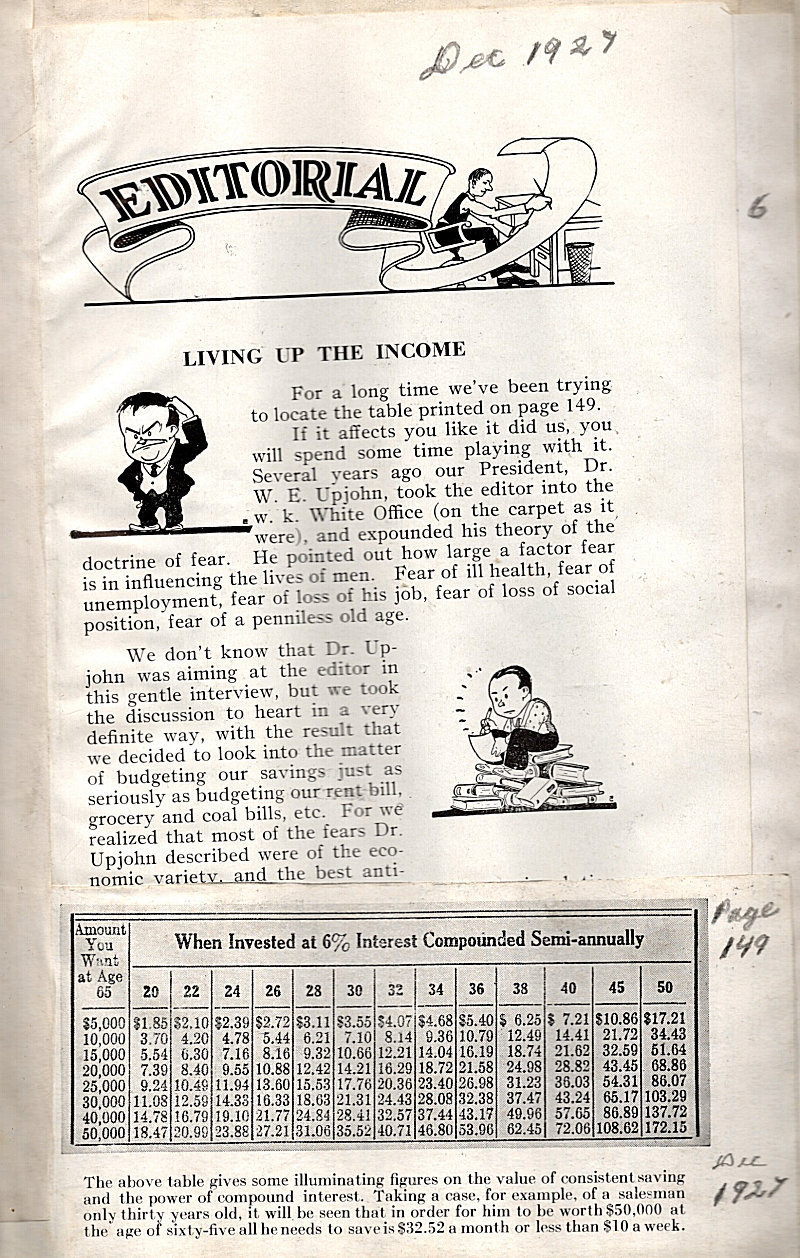 Dec 1927
EDITORIAL
6
LIVING UP THE INCOME
For a long time we've been trying
to locate the table printed on page 149.
If it affects you like it did us, you
will spend some time playing with it.
Several years ago our President, Dr.
W. E. Upjohn, took the editor into the
w. k. White Office (on the carpet as it
were), and expounded his theory of the
doctrine of fear. He pointed out how large a factor fear
is in influencing the lives of men. Fear of ill health, fear of
unemployment, fear of loss of his job, fear of loss of social
position, fear of a penniless old age.
We don't know that Dr. Up-
john was aiming at the editor in
this gentle interview, but we took
the discussion to heart in a very
definite way, with the result that
we decided to look into the matter
of budgeting our savings just as
seriously as budgeting our rent bill,
grocery and coal bills, etc. For we
realized that most of the fears Dr.
Upjohn described were of the eco-
nomic variety, and the best anti-
Page
149
Amount
You
Want
at Age
65
When Invested at 6% Interest Compounded Semi-annually
20 22 24 26 28 30 32 34 36 38 40 45 50
$5,000 $1.85 $2.10 $2.39 $2.72 $3.11 $3.55 $4.07 $4.68 $5.40 $ 6.25 $ 7.21 $10.86 $17.21
10,000 3.70 4.20 4.78 5.44 6.21 7.10 8.14 9.36 10.79 12.49 14.41 21.72 34.43
15,000 5.54 6.30 7.16 8.16 9.32 10.66 12.21 14.04 16.19 18.74 21.62 32.59 51.64
20,000 7.39 8.40 9.55 10.88 12.42 14.21 16.29 18.72 21.58 24.98 28.82 43.45 68.86
25,000 9.24 10.49 11.94 13.60 15.53 17.76 20.36 23.40 26.98 31.23 36.03 54.31 86.07
30,000 11.08 12.59 14.33 16.33 18.63 21.31 24.43 28.08 32.38 37.47 43.24 65.17 103.29
40,000 14.78 16.79 19.10 21.77 24.84 28.41 32.57 37.44 43.17 49.96 57.65 86.89 137.72
50,000 18.47 20.99 23.88 27.21 31.06 35.52 40.71 46.80 53.96 62.45 72.06 108.62 172.15
Dec
1927
The above table gives some illuminating figures on the value of consistent saving
and the power of compound interest. Taking a case, for example, of a salesman
only thirty years old, it will be seen that in order for him to be worth $50,000 at
the age of sixty-five all he needs to save is $32.52 a month or less than $10 a week.